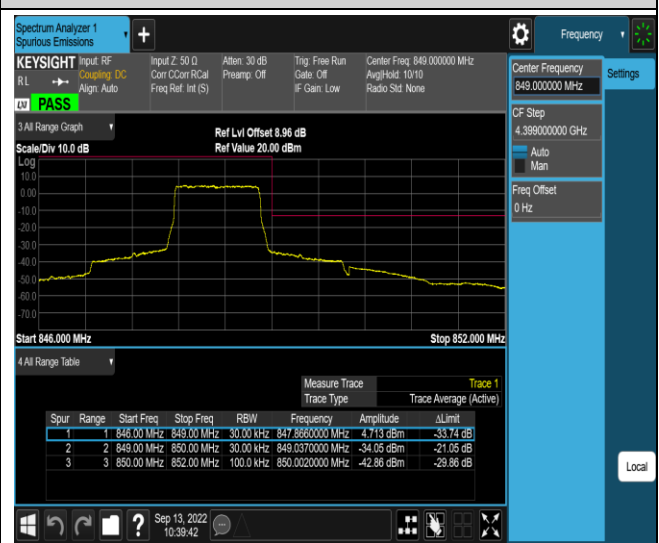 Spectrum Analyzer 1
Spurious Emissions
Frequency
KEYSIGHT Input: RF Input Z: 50 Ω Atten: 30 dB Trig: Free Run Center Freq: 849.000000 MHz
RL Coupling: DC Corr CCorr RCal Preamp: Off Gate: Off Avg|Hold: 10/10
Align: Auto Freq Ref: Int (S) IF Gain: Low Radio Std: None
LXI PASS
Center Frequency
849.000000 MHz
Settings
CF Step
4.399000000 GHz
Auto
Man
Freq Offset
0 Hz
3 All Range Graph
Ref Lvl Offset 8.96 dB
Scale/Div 10.0 dB Ref Value 20.00 dBm
Log
10.0
0.00
-10.0
-20.0
-30.0
-40.0
-50.0
-60.0
-70.0
Start 846.000 MHz Stop 852.000 MHz
4 All Range Table
Measure Trace Trace 1
Trace Type Trace Average (Active)
Spur Range Start Freq Stop Freq RBW Frequency Amplitude ΔLimit
1 1 846.00 MHz 849.00 MHz 30.00 kHz 847.8660000 MHz 4.713 dBm -33.74 dB
2 2 849.00 MHz 850.00 MHz 30.00 kHz 849.0370000 MHz -34.05 dBm -21.05 dB
3 3 850.00 MHz 852.00 MHz 100.0 kHz 850.0020000 MHz -42.86 dBm -29.86 dB
Local
? Sep 13, 2022
10:39:42